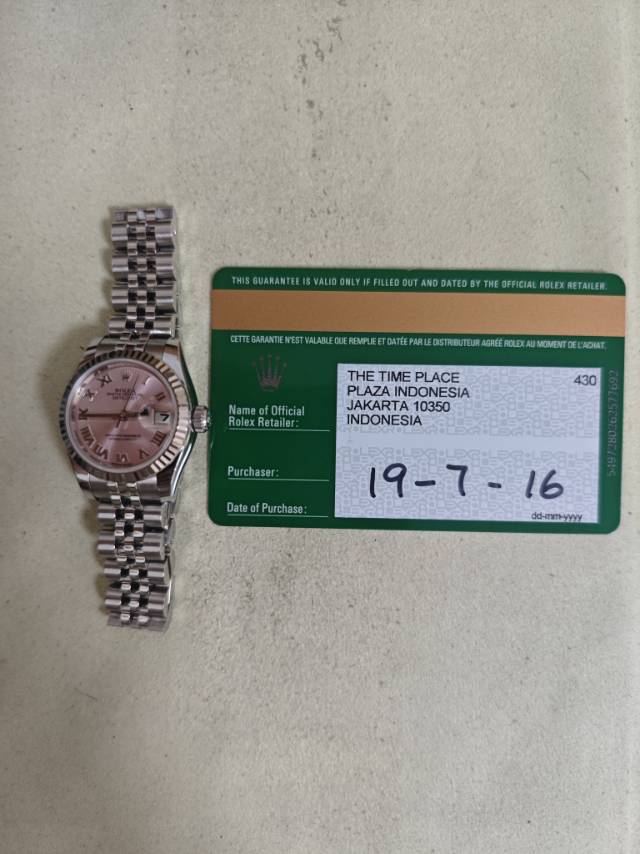 THIS GUARANTEE IS VALID ONLY IF FILLED OUT AND DATED BY THE OFFICIAL ROLEX RETAILER.
CETTE GARANTIE N'EST VALABLE QUE REMPLIE ET DATÉE PAR LE DISTRIBUTEUR AGRÉÉ ROLEX AU MOMENT DE L'ACHAT.
THE TIME PLACE 430
PLAZA INDONESIA
JAKARTA 10350
INDONESIA
Name of Official
Rolex Retailer:
Purchaser:
19-7-16
Date of Purchase:
dd-mm-yyyy
ROLEX